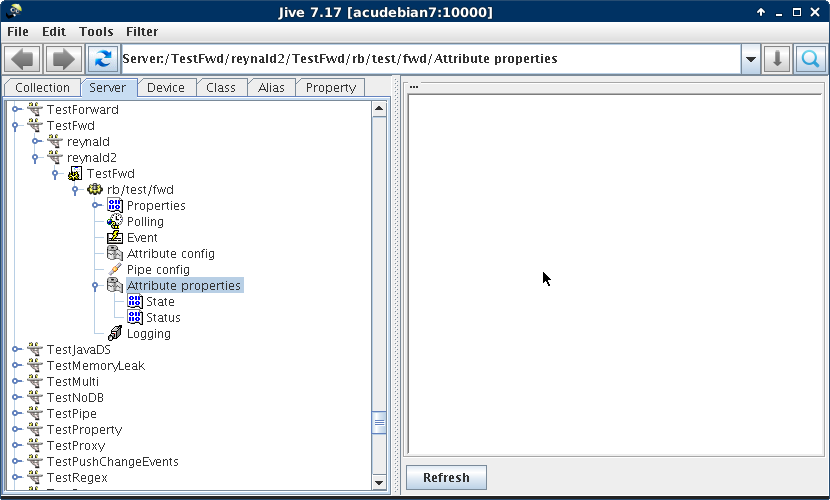 Jive 7.17 [acudebian7:10000]
File Edit Tools Filter
Server:/TestFwd/reynald2/TestFwd/rb/test/fwd/Attribute properties
Collection Server Device Class Alias Property
...
TestForward
TestFwd
reynald
reynald2
TestFwd
rb/test/fwd
Properties
Polling
Event
Attribute config
Pipe config
Attribute properties
State
Status
Logging
TestJavaDS
TestMemoryLeak
TestMulti
TestNoDB
TestPipe
TestProperty
TestProxy
TestPushChangeEvents
TestRegex
Refresh